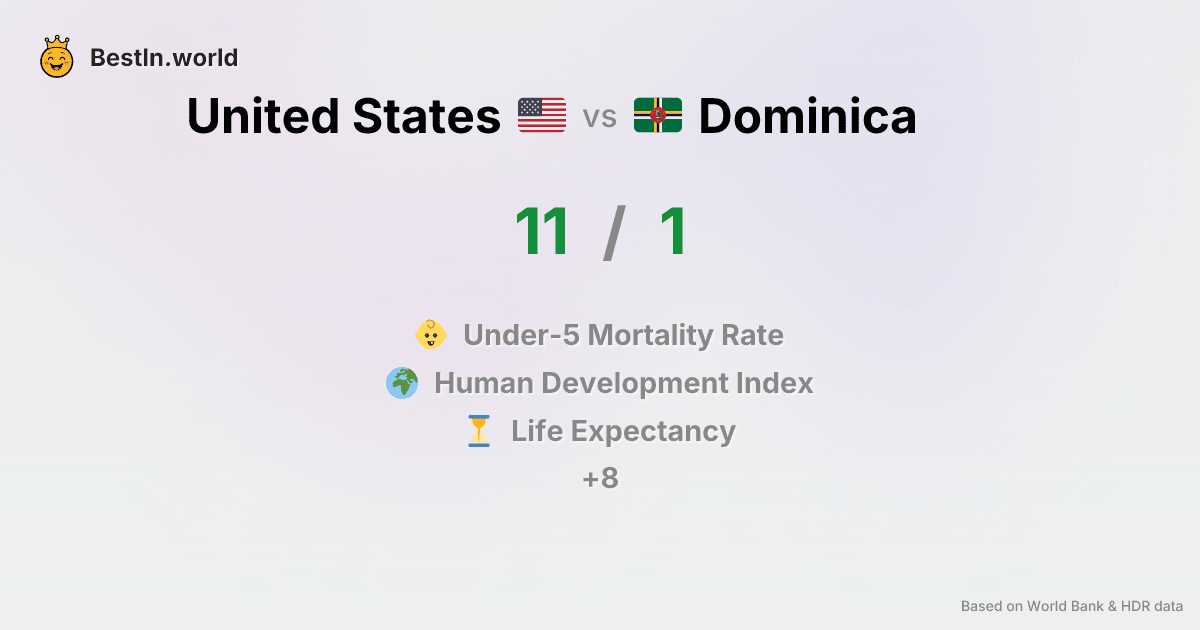 BestIn.world
United States vs Dominica
11 / 1
Under-5 Mortality Rate
Human Development Index
Life Expectancy
+8
Based on World Bank & HDR data